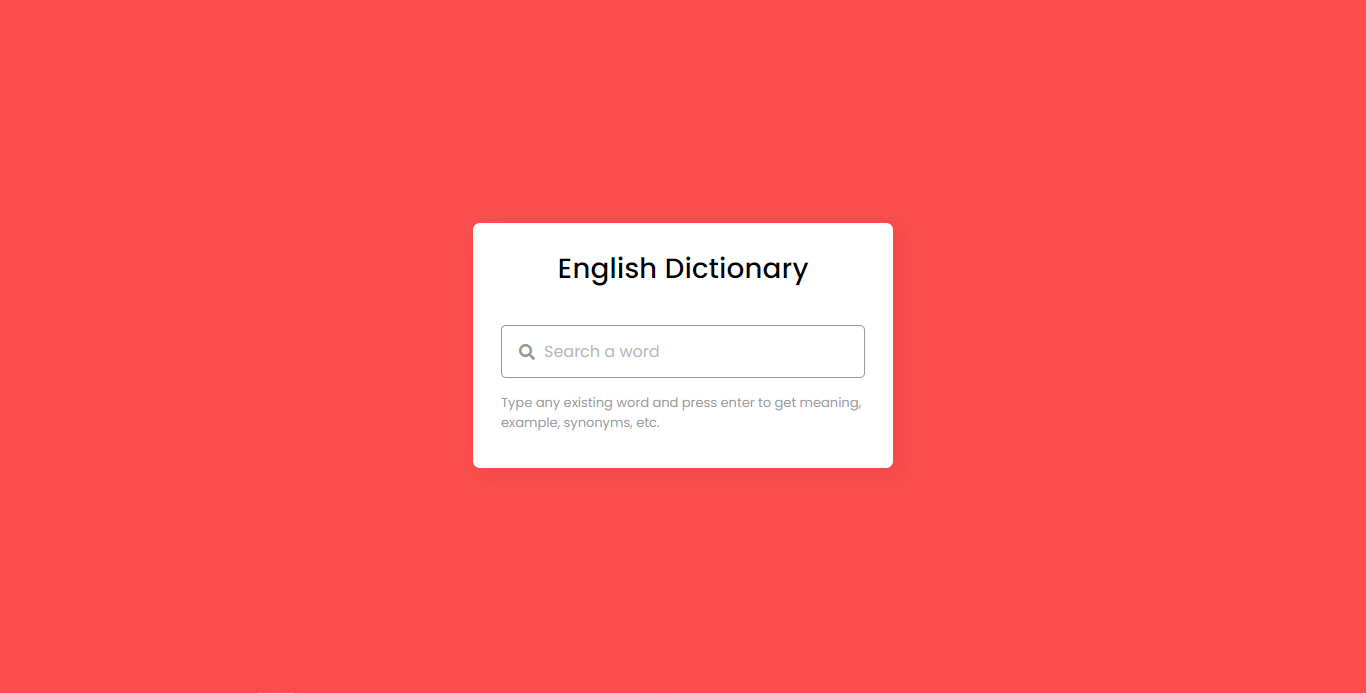 English Dictionary
Search a word
Type any existing word and press enter to get meaning,
example, synonyms, etc.